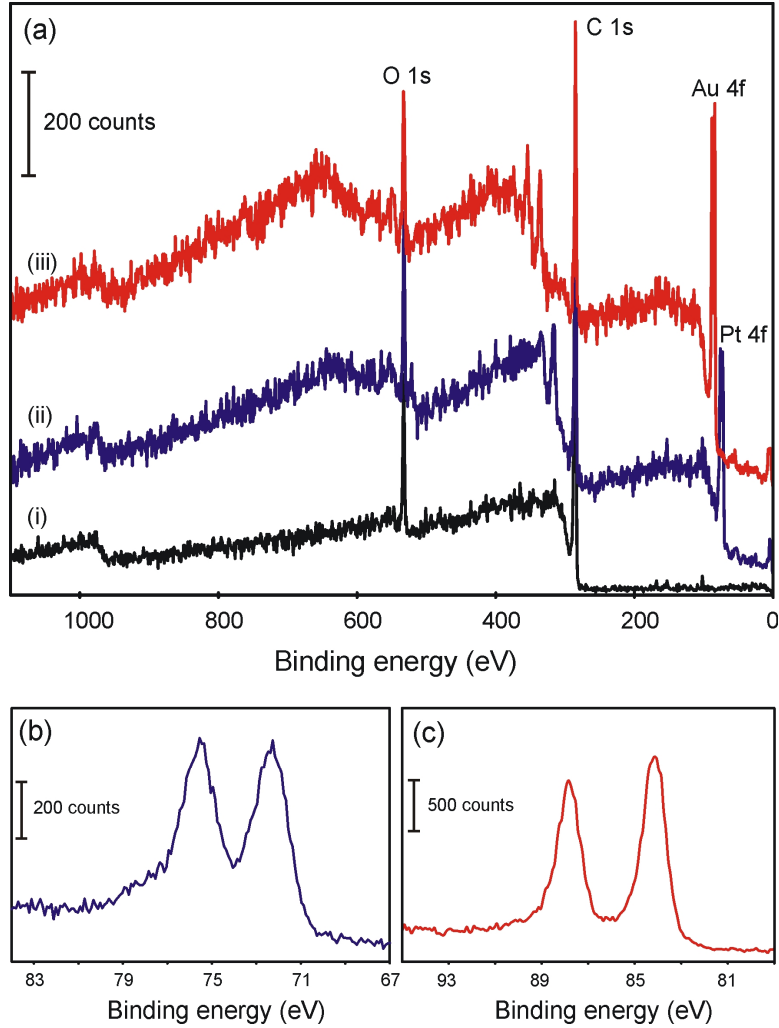 (a)
C 1s
O 1s
Au 4f
200 counts
(iii)
Pt 4f
(ii)
(i)
1000 800 600 400 200 0
Binding energy (eV)
(b)
200 counts
83 79 75 71 67
Binding energy (eV)
(c)
500 counts
93 89 85 81
Binding energy (eV)